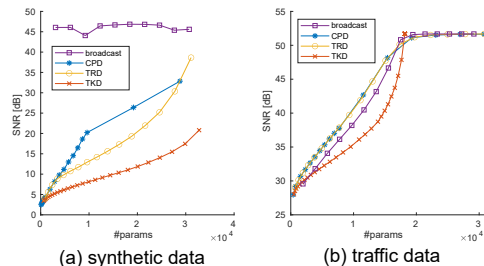 50
45
40
35
30
25
20
15
10
5
0
SNR [dB]
broadcast
CPD
TRD
TKD
0
1
2
3
4
#params
×10⁴
(a) synthetic data
55
50
45
40
35
30
25
SNR [dB]
broadcast
CPD
TRD
TKD
0
1
2
3
#params
×10⁴
(b) traffic data